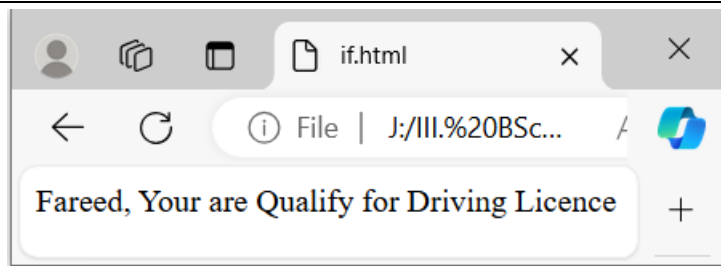 if.html
File | J:/III.%20BSc...
Fareed, Your are Qualify for Driving Licence